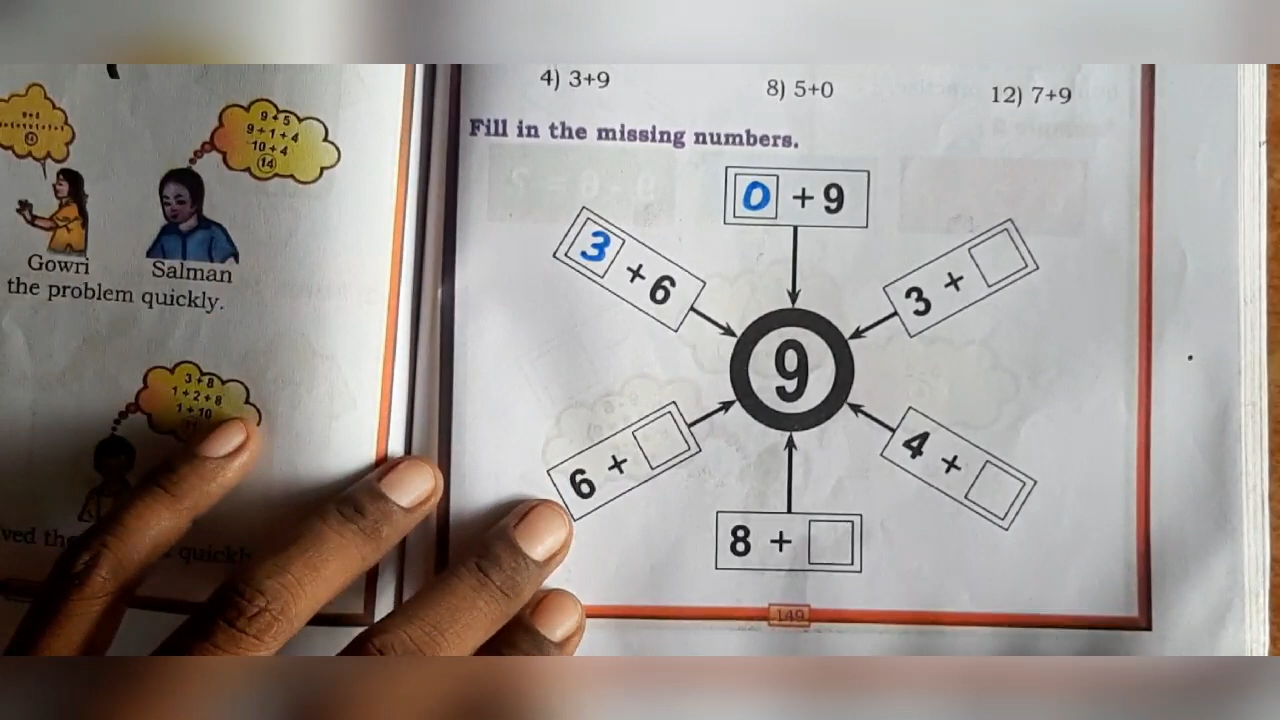 9 + 5
9 + 1 + 4
10 + 4
14
Gowri
Salman
the problem quickly.
3 + 8
1 + 2 + 8
1 + 10
ved the
4) 3+9
8) 5+0
12) 7+9
Fill in the missing numbers.
0 + 9
3 + 6
3 +
9
6 +
4 +
8 +
149